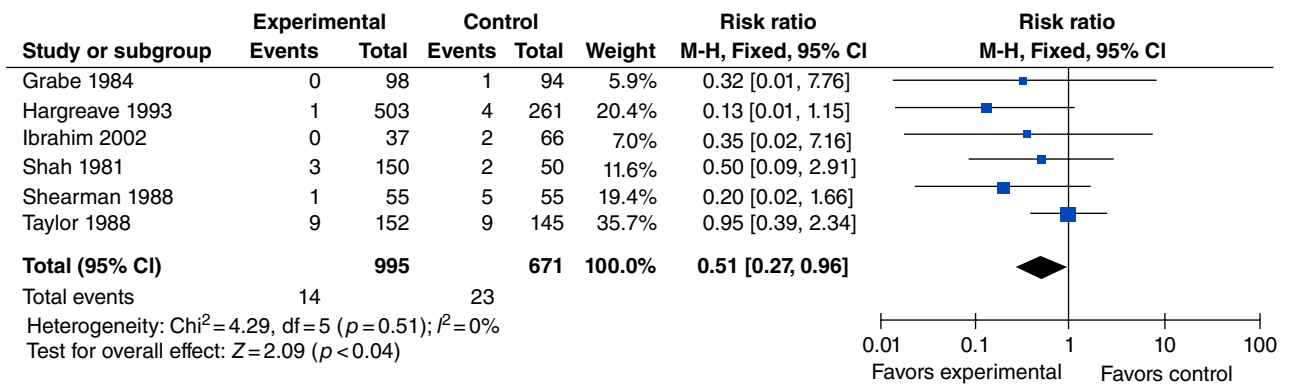 Experimental Control Risk ratio Risk ratio
Study or subgroup Events Total Events Total Weight M-H, Fixed, 95% CI M-H, Fixed, 95% CI
Grabe 1984 0 98 1 94 5.9% 0.32 [0.01, 7.76]
Hargreave 1993 1 503 4 261 20.4% 0.13 [0.01, 1.15]
Ibrahim 2002 0 37 2 66 7.0% 0.35 [0.02, 7.16]
Shah 1981 3 150 2 50 11.6% 0.50 [0.09, 2.91]
Shearman 1988 1 55 5 55 19.4% 0.20 [0.02, 1.66]
Taylor 1988 9 152 9 145 35.7% 0.95 [0.39, 2.34]
Total (95% CI) 995 671 100.0% 0.51 [0.27, 0.96]
Total events 14 23
Heterogeneity: Chi²=4.29, df=5 (p=0.51); I²=0%
Test for overall effect: Z=2.09 (p<0.04)
0.01 0.1 1 10 100
Favors experimental Favors control